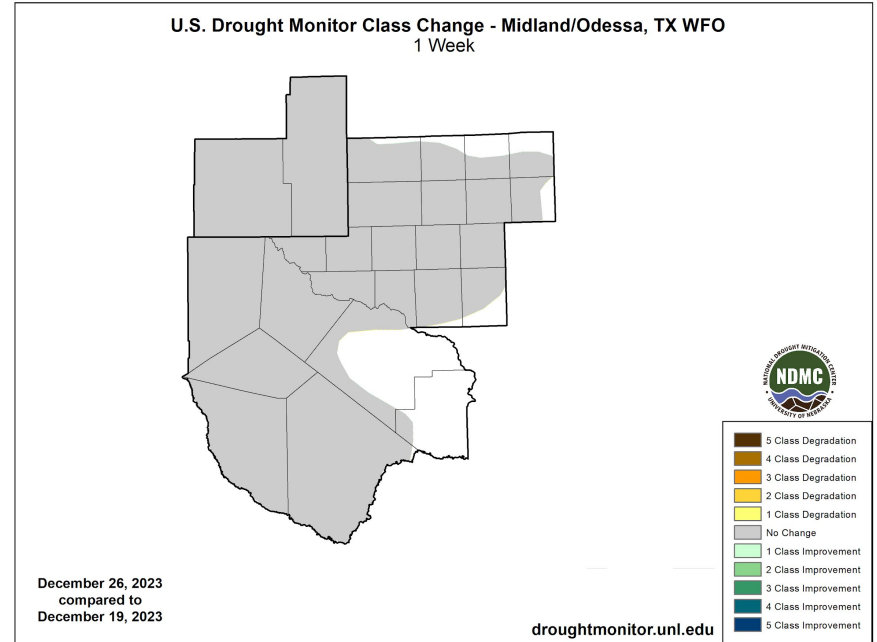 U.S. Drought Monitor Class Change - Midland/Odessa, TX WFO
1 Week
NATIONAL DROUGHT MITIGATION CENTER
NDMC
UNIVERSITY OF NEBRASKA
5 Class Degradation
4 Class Degradation
3 Class Degradation
2 Class Degradation
1 Class Degradation
No Change
1 Class Improvement
2 Class Improvement
3 Class Improvement
4 Class Improvement
5 Class Improvement
December 26, 2023
compared to
December 19, 2023
droughtmonitor.unl.edu